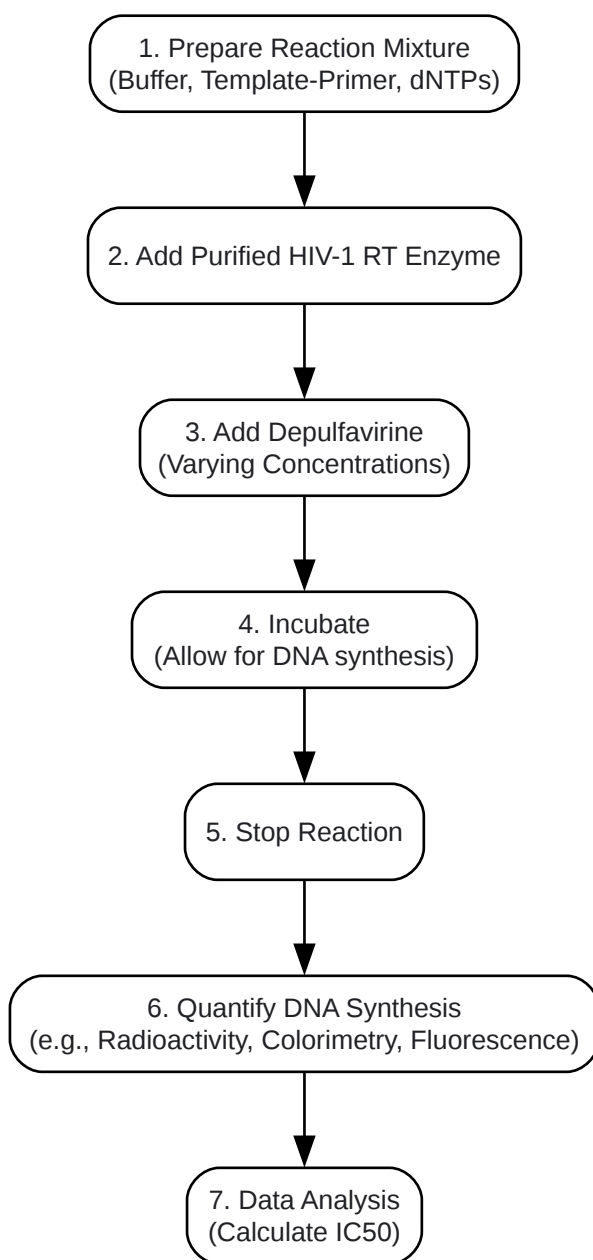 1. Prepare Reaction Mixture
(Buffer, Template-Primer, dNTPs)
2. Add Purified HIV-1 RT Enzyme
3. Add Depulfavirine
(Varying Concentrations)
4. Incubate
(Allow for DNA synthesis)
5. Stop Reaction
6. Quantify DNA Synthesis
(e.g., Radioactivity, Colorimetry, Fluorescence)
7. Data Analysis
(Calculate IC50)